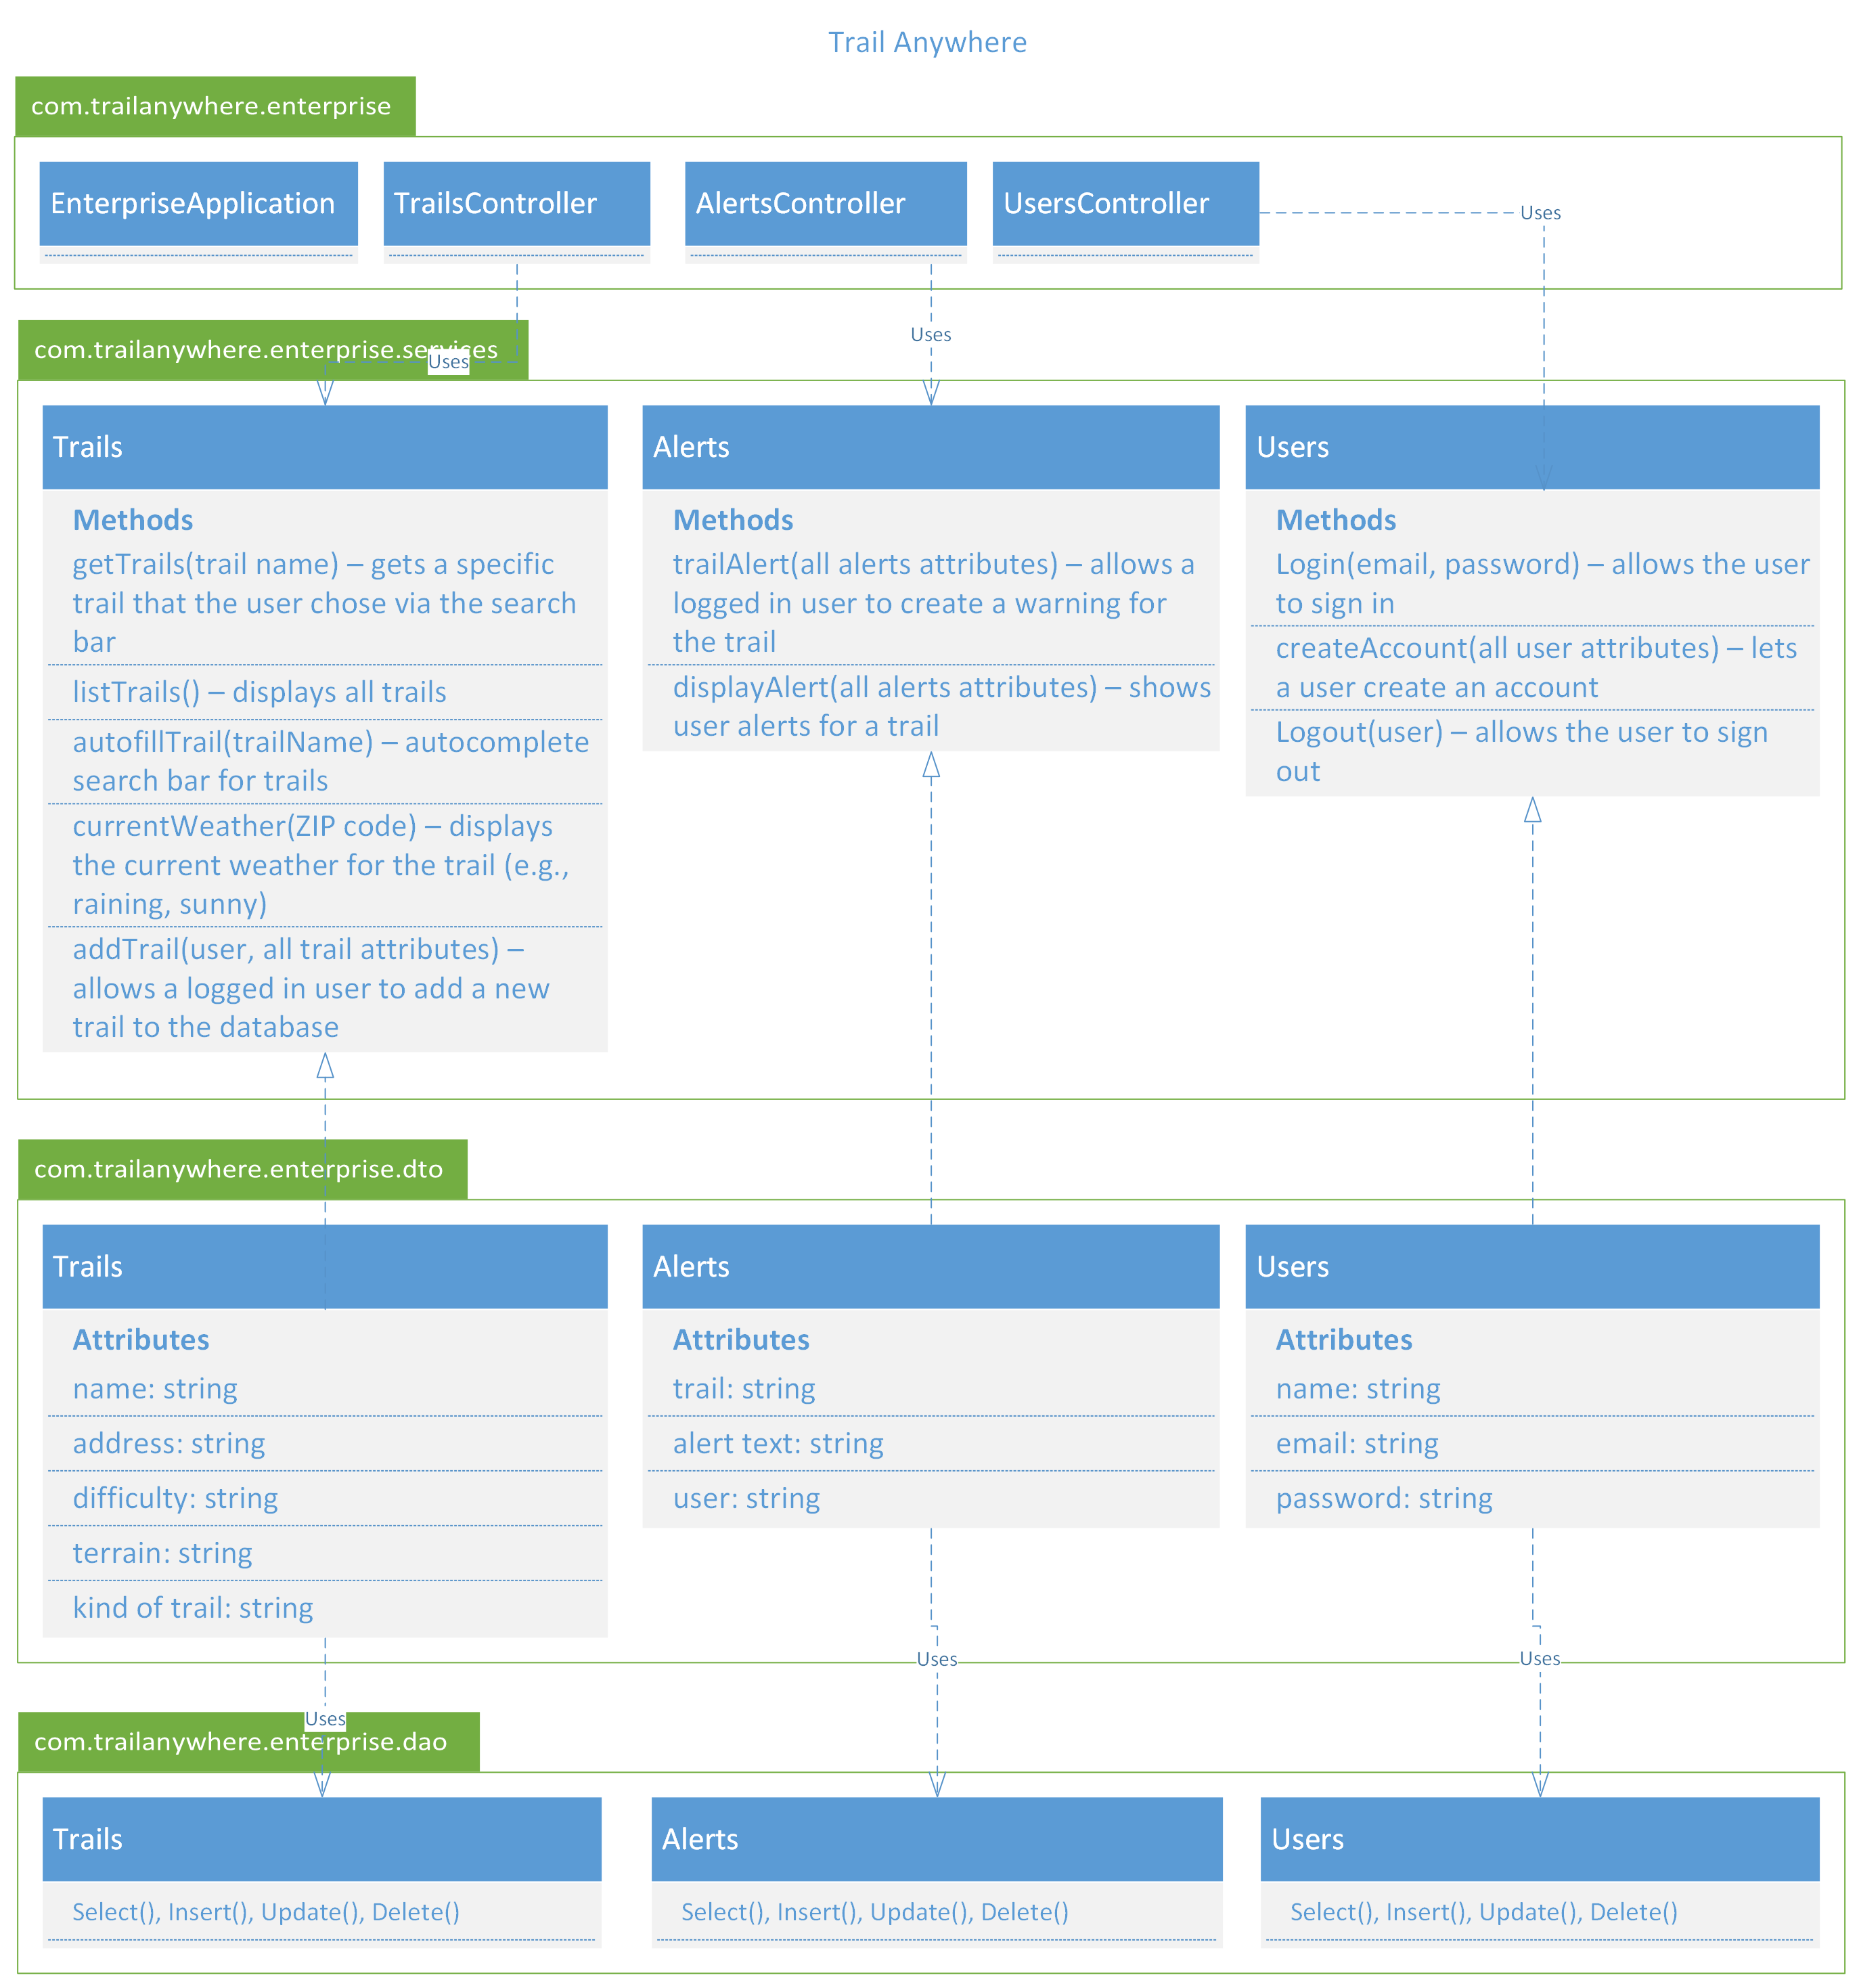 Trail Anywhere
com.trailanywhere.enterprise
EnterpriseApplication
TrailsController
AlertsController
UsersController
Uses
Uses
com.trailanywhere.enterprise.services
Uses
Trails
Methods
getTrails(trail name) – gets a specific
trail that the user chose via the search
bar
listTrails() – displays all trails
autofillTrail(trailName) – autocomplete
search bar for trails
currentWeather(ZIP code) – displays
the current weather for the trail (e.g.,
raining, sunny)
addTrail(user, all trail attributes) –
allows a logged in user to add a new
trail to the database
Alerts
Methods
trailAlert(all alerts attributes) – allows a
logged in user to create a warning for
the trail
displayAlert(all alerts attributes) – shows
user alerts for a trail
Users
Methods
Login(email, password) – allows the user
to sign in
createAccount(all user attributes) – lets
a user create an account
Logout(user) – allows the user to sign
out
com.trailanywhere.enterprise.dto
Trails
Attributes
name: string
address: string
difficulty: string
terrain: string
kind of trail: string
Alerts
Attributes
trail: string
alert text: string
user: string
Users
Attributes
name: string
email: string
password: string
Uses
Uses
Uses
com.trailanywhere.enterprise.dao
Trails
Select(), Insert(), Update(), Delete()
Alerts
Select(), Insert(), Update(), Delete()
Users
Select(), Insert(), Update(), Delete()